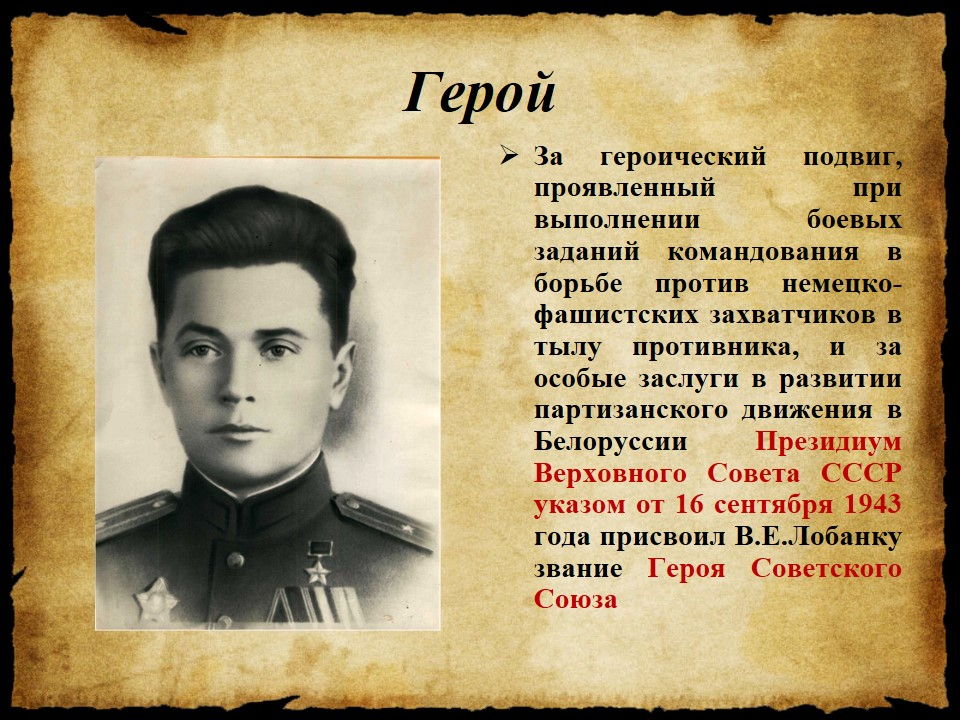 Герой
За героический подвиг,
проявленный при
выполнении боевых
заданий командования в
борьбе против немецко-
фашистских захватчиков в
тылу противника, и за
особые заслуги в развитии
партизанского движения в
Белоруссии Президиум
Верховного Совета СССР
указом от 16 сентября 1943
года присвоил В.Е.Лобанку
звание Героя Советского
Союза